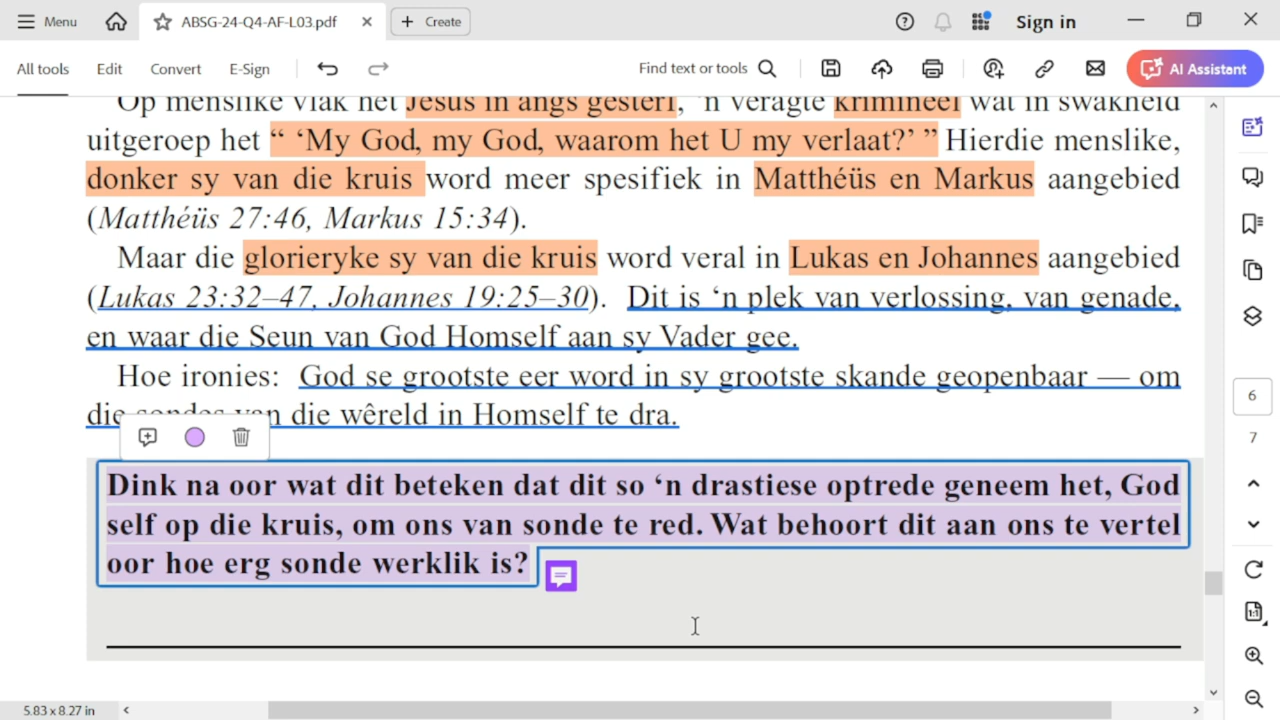 Menu
ABSG-24-Q4-AF-L03.pdf
Create
Sign in
All tools
Edit
Convert
E-Sign
Find text or tools
AI Assistant
Op menslike vlak het Jesus in angs gesterf, ‘n veragte krimineel wat in swakheid
uitgeroep het “ ‘My God, my God, waarom het U my verlaat?’ ” Hierdie menslike,
donker sy van die kruis word meer spesifiek in Matthéüs en Markus aangebied
(Matthéüs 27:46, Markus 15:34).
Maar die glorieryke sy van die kruis word veral in Lukas en Johannes aangebied
(Lukas 23:32–47, Johannes 19:25–30). Dit is ‘n plek van verlossing, van genade,
en waar die Seun van God Homself aan sy Vader gee.
Hoe ironies: God se grootste eer word in sy grootste skande geopenbaar — om
die sondes van die wêreld in Homself te dra.
Dink na oor wat dit beteken dat dit so ‘n drastiese optrede geneem het, God
self op die kruis, om ons van sonde te red. Wat behoort dit aan ons te vertel
oor hoe erg sonde werklik is?
6
7
1:1
5.83 x 8.27 in